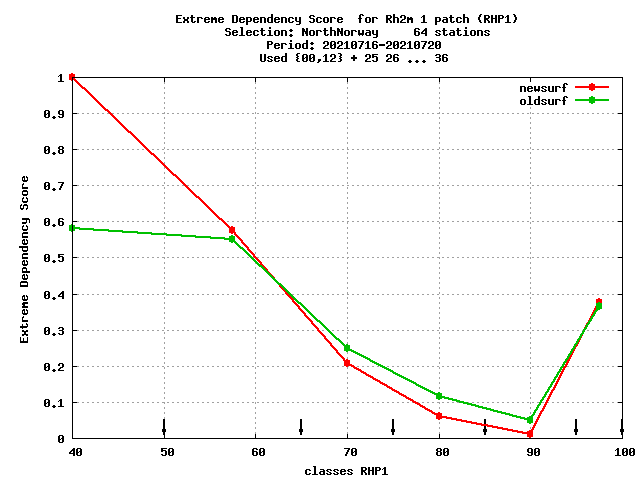 Extreme Dependency Score  for Rh2m 1 patch (RHP1)
Selection: NorthNorway     64 stations
Period: 20210716-20210720
Used {00,12} + 25 26 ... 36
newsurf
oldsurf
1
0.9
0.8
0.7
0.6
0.5
0.4
0.3
0.2
0.1
0
Extreme Dependency Score
40 50 60 70 80 90 100
classes RHP1